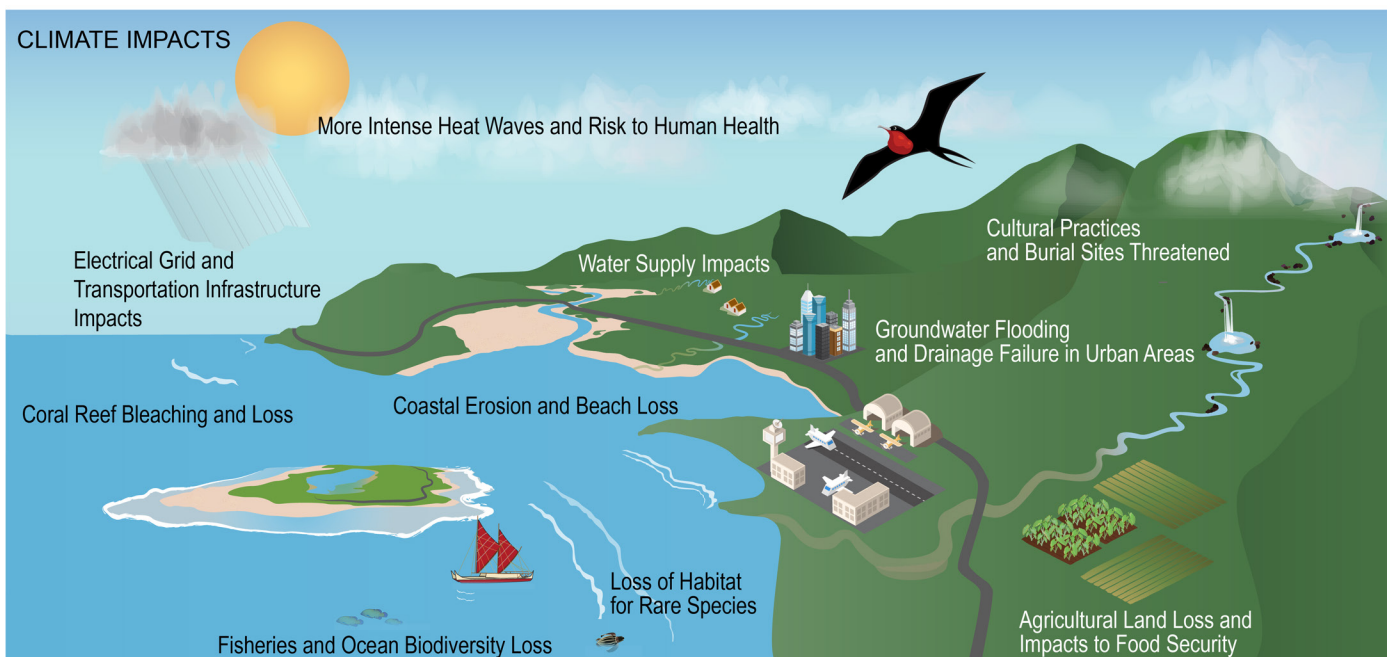 CLIMATE IMPACTS
More Intense Heat Waves and Risk to Human Health
Cultural Practices
and Burial Sites Threatened
Electrical Grid and
Transportation Infrastructure
Impacts
Water Supply Impacts
Groundwater Flooding
and Drainage Failure in Urban Areas
Coral Reef Bleaching and Loss
Coastal Erosion and Beach Loss
Loss of Habitat
for Rare Species
Fisheries and Ocean Biodiversity Loss
Agricultural Land Loss and
Impacts to Food Security